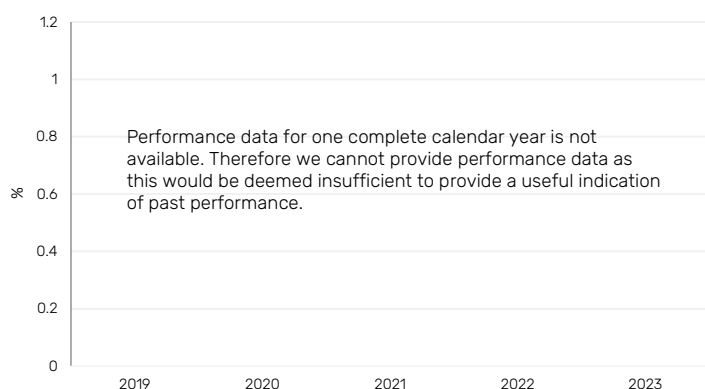 1.2
1
0.8
Performance data for one complete calendar year is not
available. Therefore we cannot provide performance data as
this would be deemed insufficient to provide a useful indication
of past performance.
%
0.6
0.4
0.2
0
2019 2020 2021 2022 2023